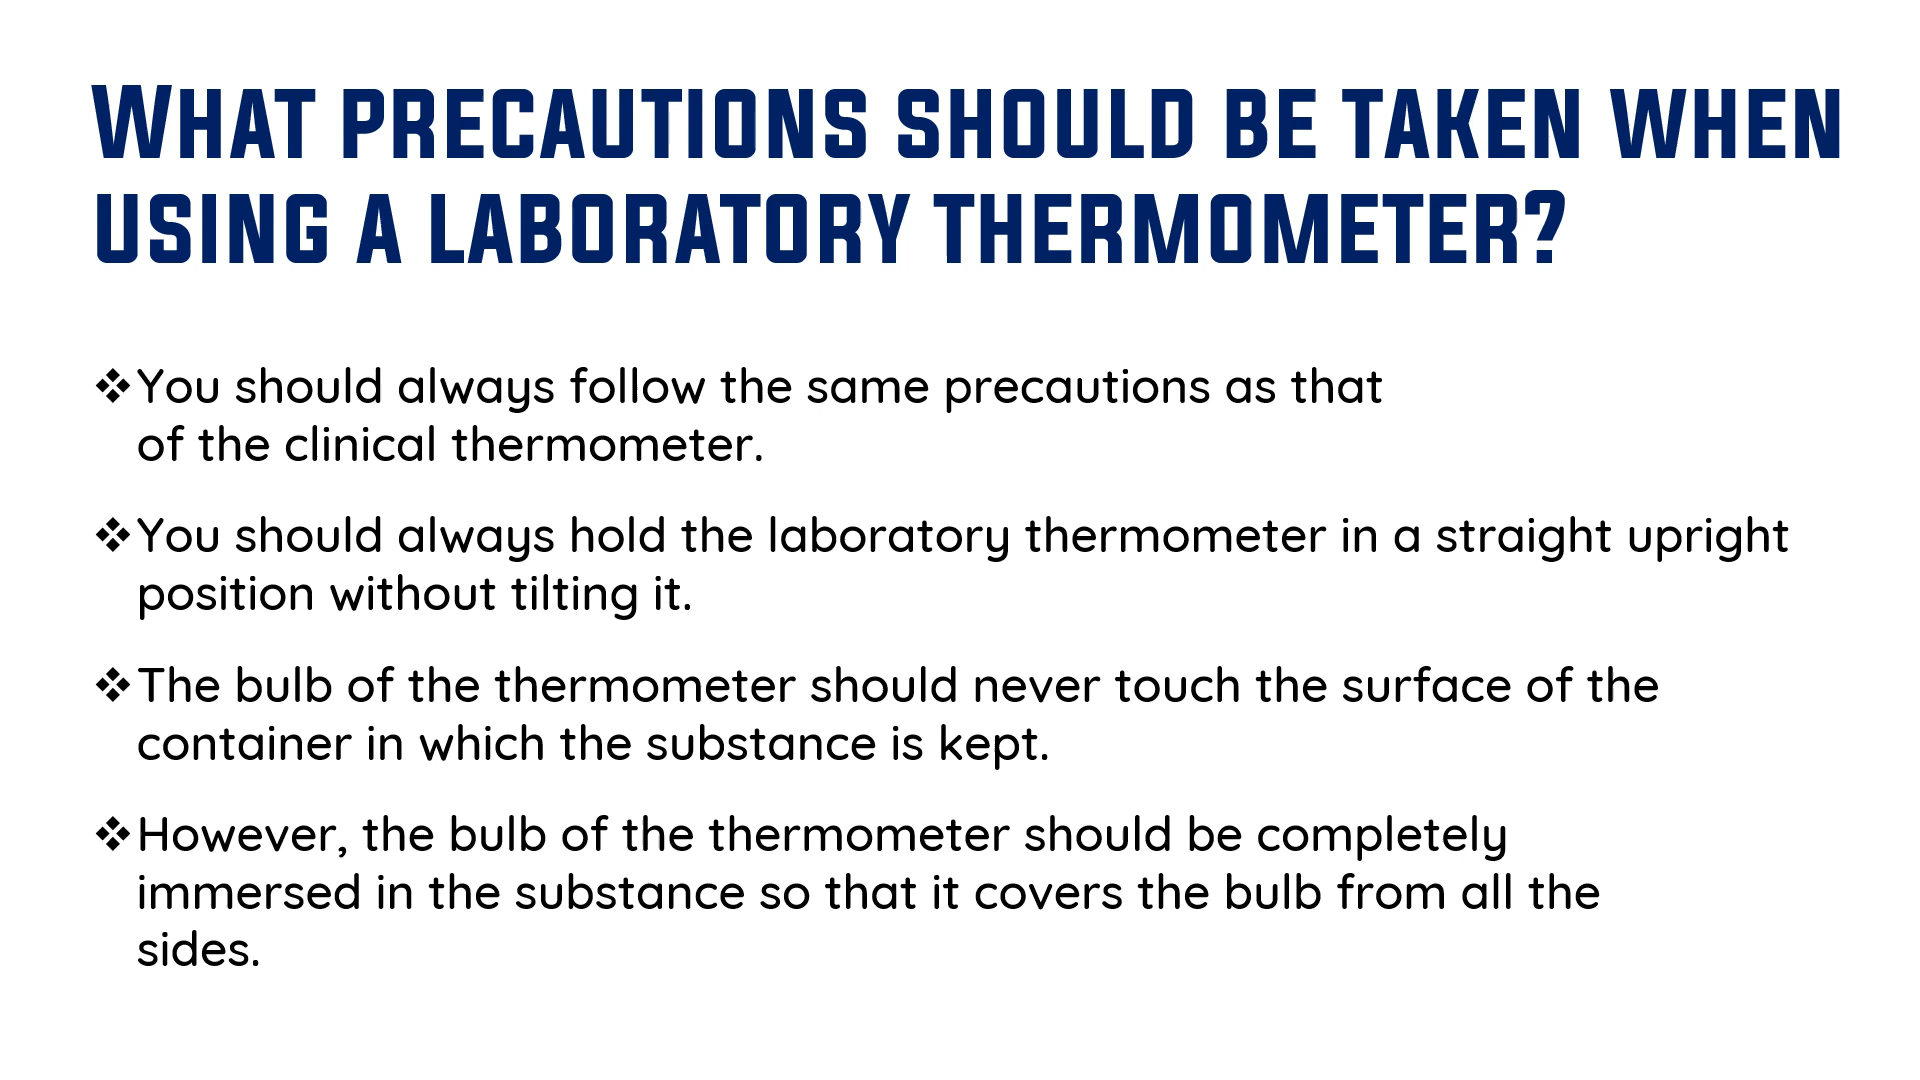 What precautions should be taken when
using a laboratory thermometer?
❖You should always follow the same precautions as that
of the clinical thermometer.
❖You should always hold the laboratory thermometer in a straight upright
position without tilting it.
❖The bulb of the thermometer should never touch the surface of the
container in which the substance is kept.
❖However, the bulb of the thermometer should be completely
immersed in the substance so that it covers the bulb from all the
sides.